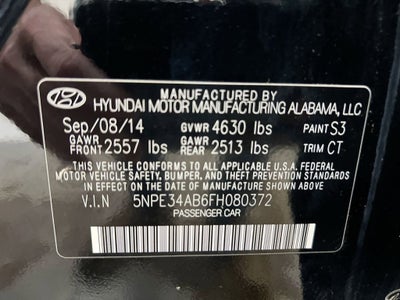 MANUFACTURED BY
HYUNDAI MOTOR MANUFACTURING ALABAMA, LLC
Sep/08/14 GVWR 4630 lbs PAINT S3
GAWR FRONT 2557 lbs GAWR REAR 2513 lbs TRIM CT
THIS VEHICLE CONFORMS TO ALL APPLICABLE U.S.A. FEDERAL
MOTOR VEHICLE SAFETY, BUMPER, AND THEFT PREVENTION STANDARDS
IN EFFECT ON THE DATE OF MANUFACTURE SHOWN ABOVE.
V.I.N 5NPE34AB6FH080372
PASSENGER CAR